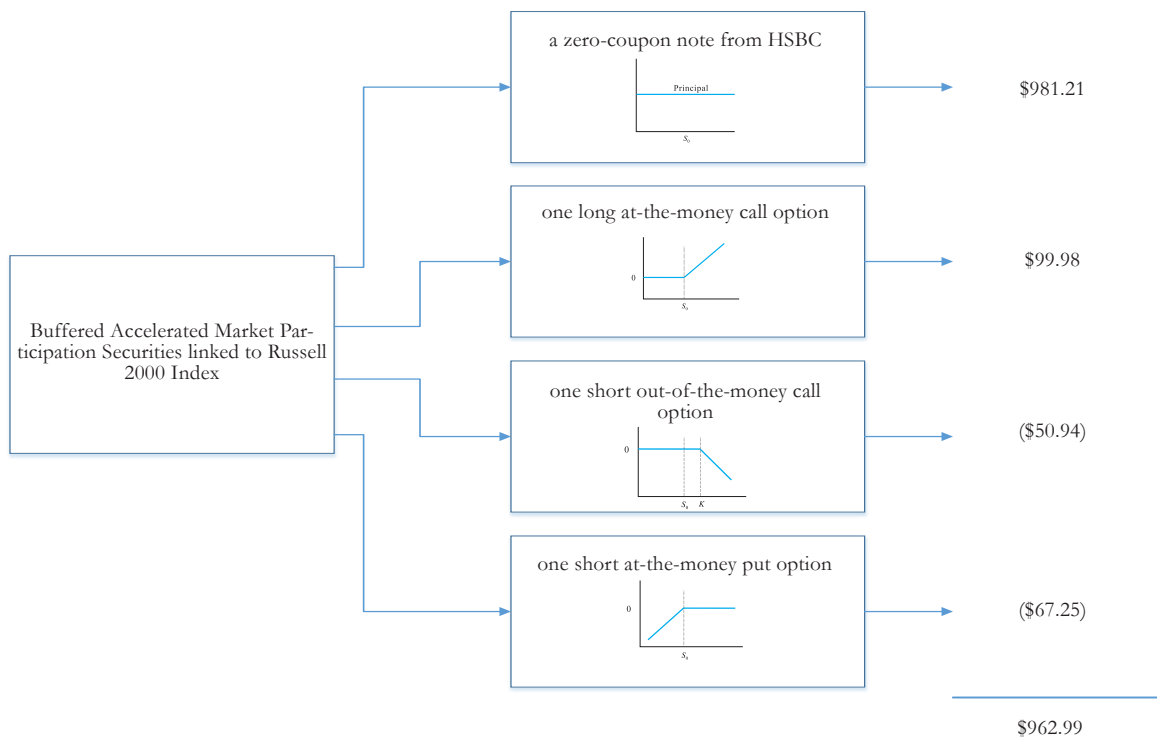 a zero-coupon note from HSBC
Principal
S₀
$981.21
one long at-the-money call option
0
S₀
$99.98
Buffered Accelerated Market Par-
ticipation Securities linked to Russell
2000 Index
one short out-of-the-money call
option
0
S₀ K
($50.94)
one short at-the-money put option
0
S₀
($67.25)
$962.99